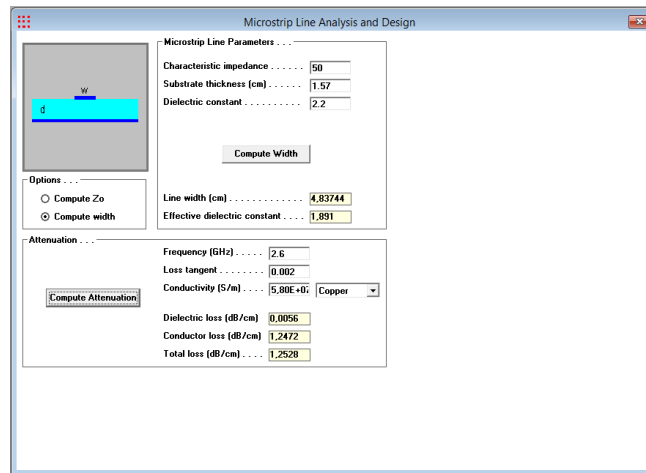 Microstrip Line Analysis and Design
w
d
Microstrip Line Parameters . . .
Characteristic impedance . . . . . . 50
Substrate thickness (cm) . . . . . . 1.57
Dielectric constant . . . . . . . . . . 2.2
Compute Width
Line width (cm) . . . . . . . . . . . . . 4,83744
Effective dielectric constant . . . . 1,891
Options . . .
Compute Zo
Compute width
Attenuation . . .
Compute Attenuation
Frequency (GHz) . . . . . 2.6
Loss tangent . . . . . . . . 0.002
Conductivity (S/m) . . . . 5,80E+07 Copper
Dielectric loss (dB/cm) 0,0056
Conductor loss (dB/cm) 1,2472
Total loss (dB/cm) . . . . 1,2528